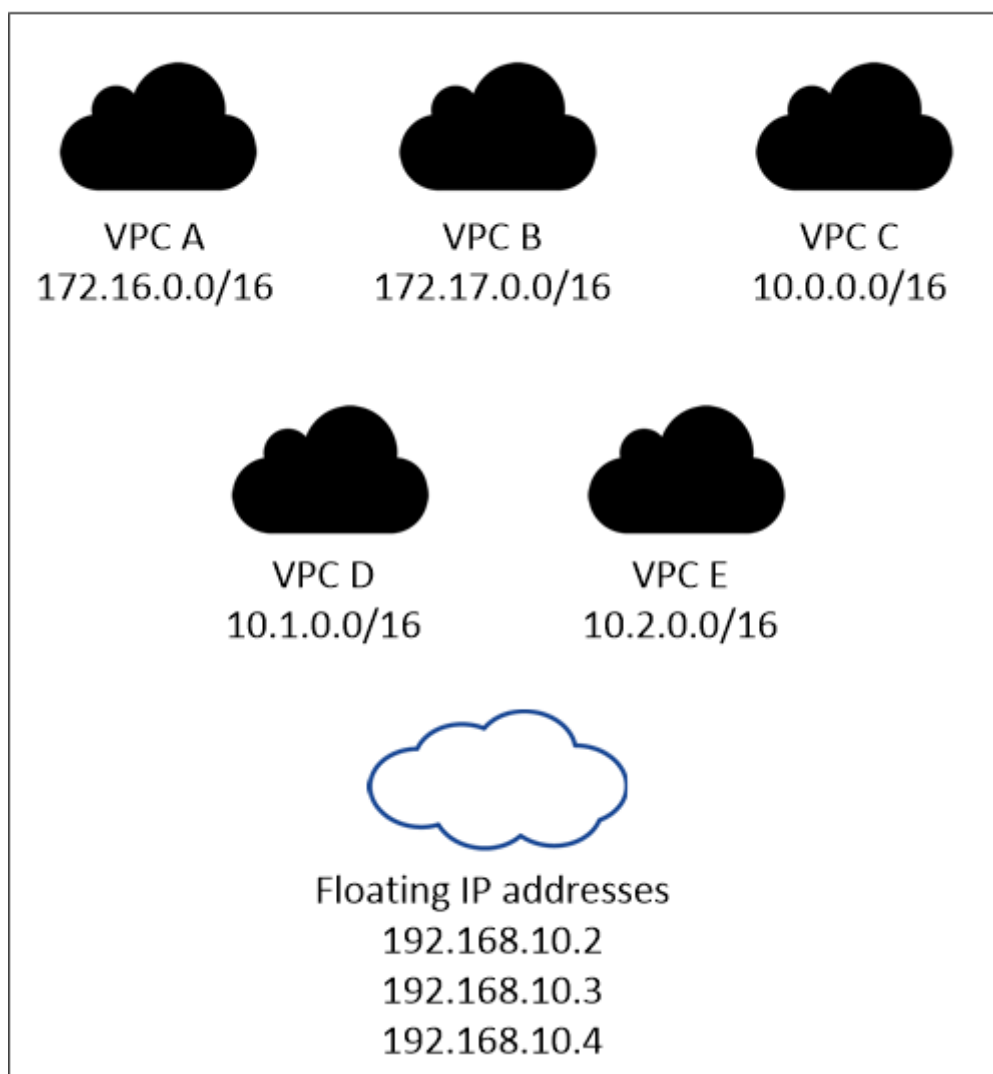 VPC A
172.16.0.0/16
VPC B
172.17.0.0/16
VPC C
10.0.0.0/16
VPC D
10.1.0.0/16
VPC E
10.2.0.0/16
Floating IP addresses
192.168.10.2
192.168.10.3
192.168.10.4